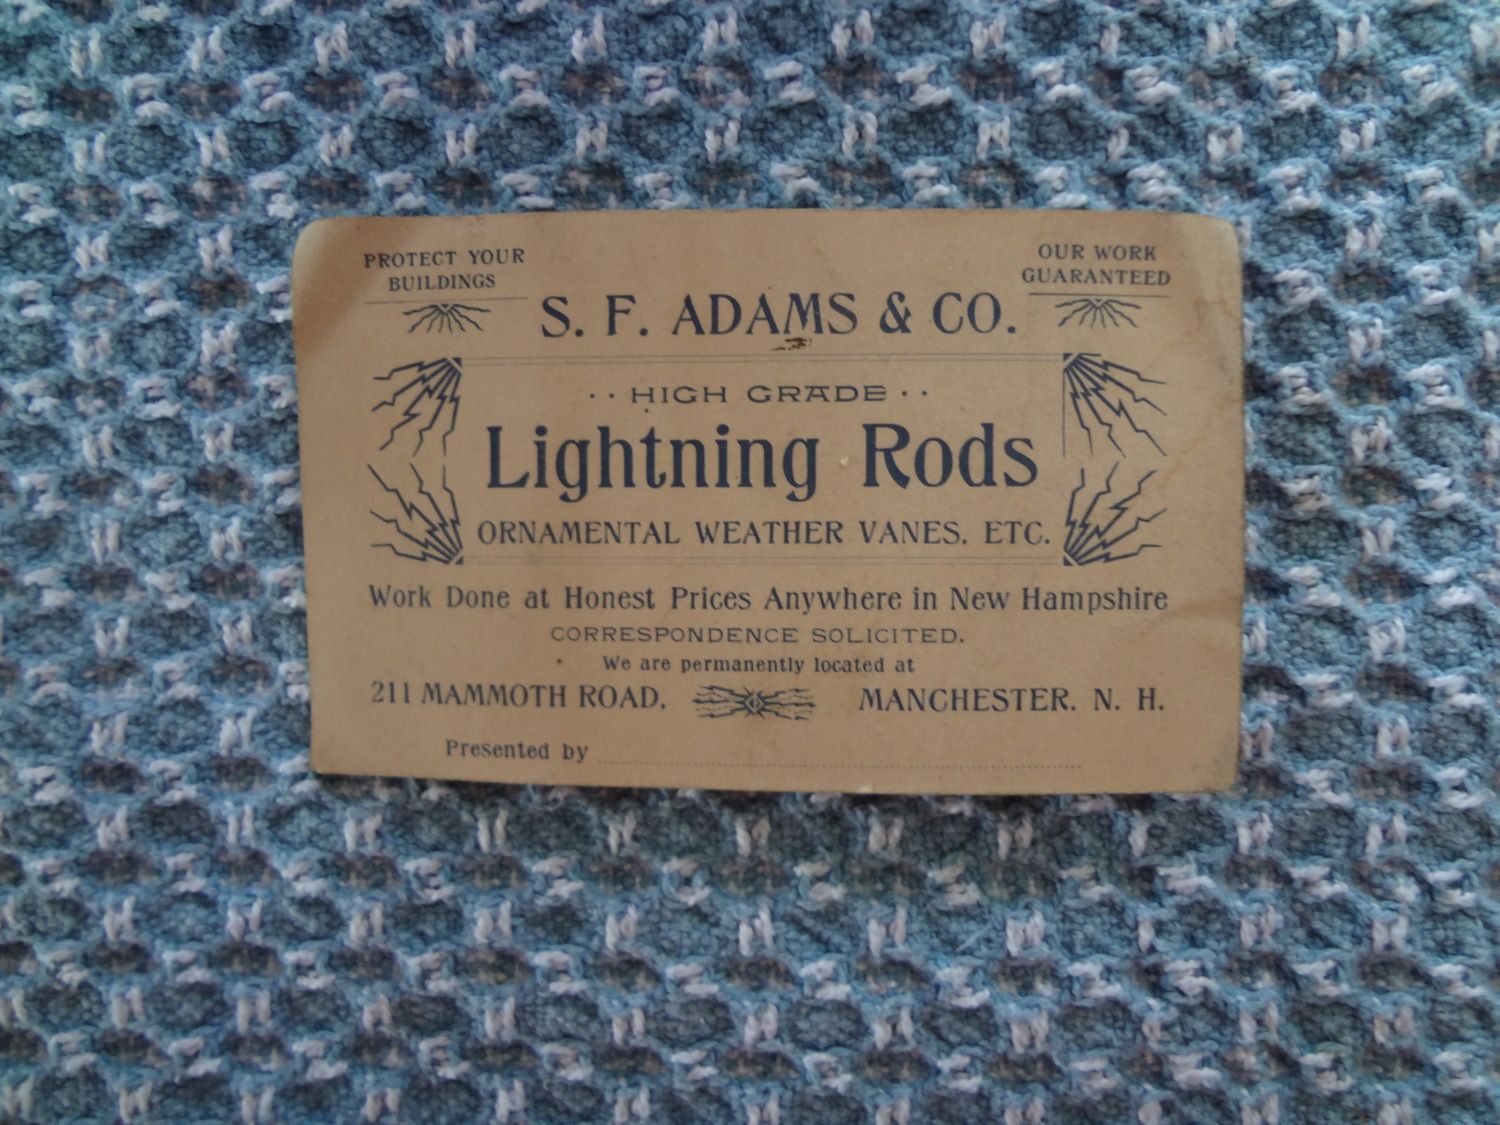 PROTECT YOUR
BUILDINGS
OUR WORK
GUARANTEED
S. F. ADAMS & CO.
·· HIGH GRADE ··
Lightning Rods
ORNAMENTAL WEATHER VANES, ETC.
Work Done at Honest Prices Anywhere in New Hampshire
CORRESPONDENCE SOLICITED.
We are permanently located at
211 MAMMOTH ROAD, MANCHESTER, N. H.
Presented by